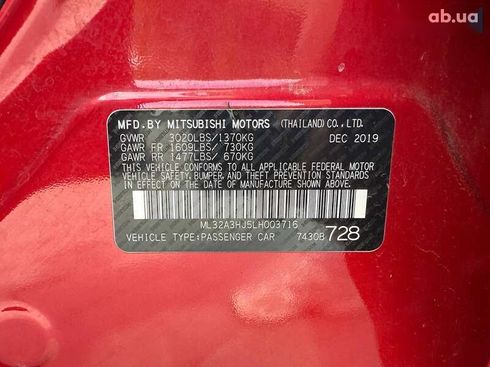 ab.ua
MFD.BY MITSUBISHI MOTORS (THAILAND) CO., LTD.
GVWR 3020LBS/1370KG DEC 2019
GAWR FR 1609LBS/ 730KG
GAWR RR 1477LBS/ 670KG
THIS VEHICLE CONFORMS TO ALL APPLICABLE FEDERAL MOTOR
VEHICLE SAFETY, BUMPER, AND THEFT PREVENTION STANDARDS
IN EFFECT ON THE DATE OF MANUFACTURE SHOWN ABOVE.
ML32A3HJ5LH003716
VEHICLE TYPE:PASSENGER CAR 7430B 728